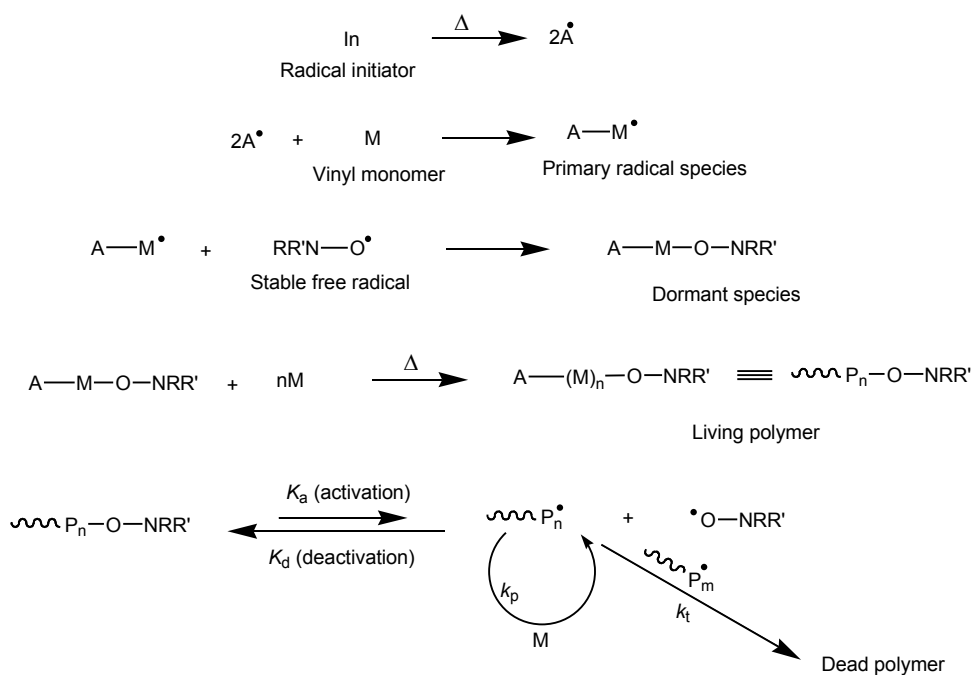 In Δ 2A•
Radical initiator
2A• + M A—M•
Vinyl monomer Primary radical species
A—M• + RR'N—O• A—M—O—NRR'
Stable free radical Dormant species
A—M—O—NRR' + nM Δ A—(M)n—O—NRR' ≡ Pn—O—NRR'
Living polymer
Ka (activation)
Pn—O—NRR' Pn• + •O—NRR'
Kd (deactivation)
Pm•
kp kt
M
Dead polymer